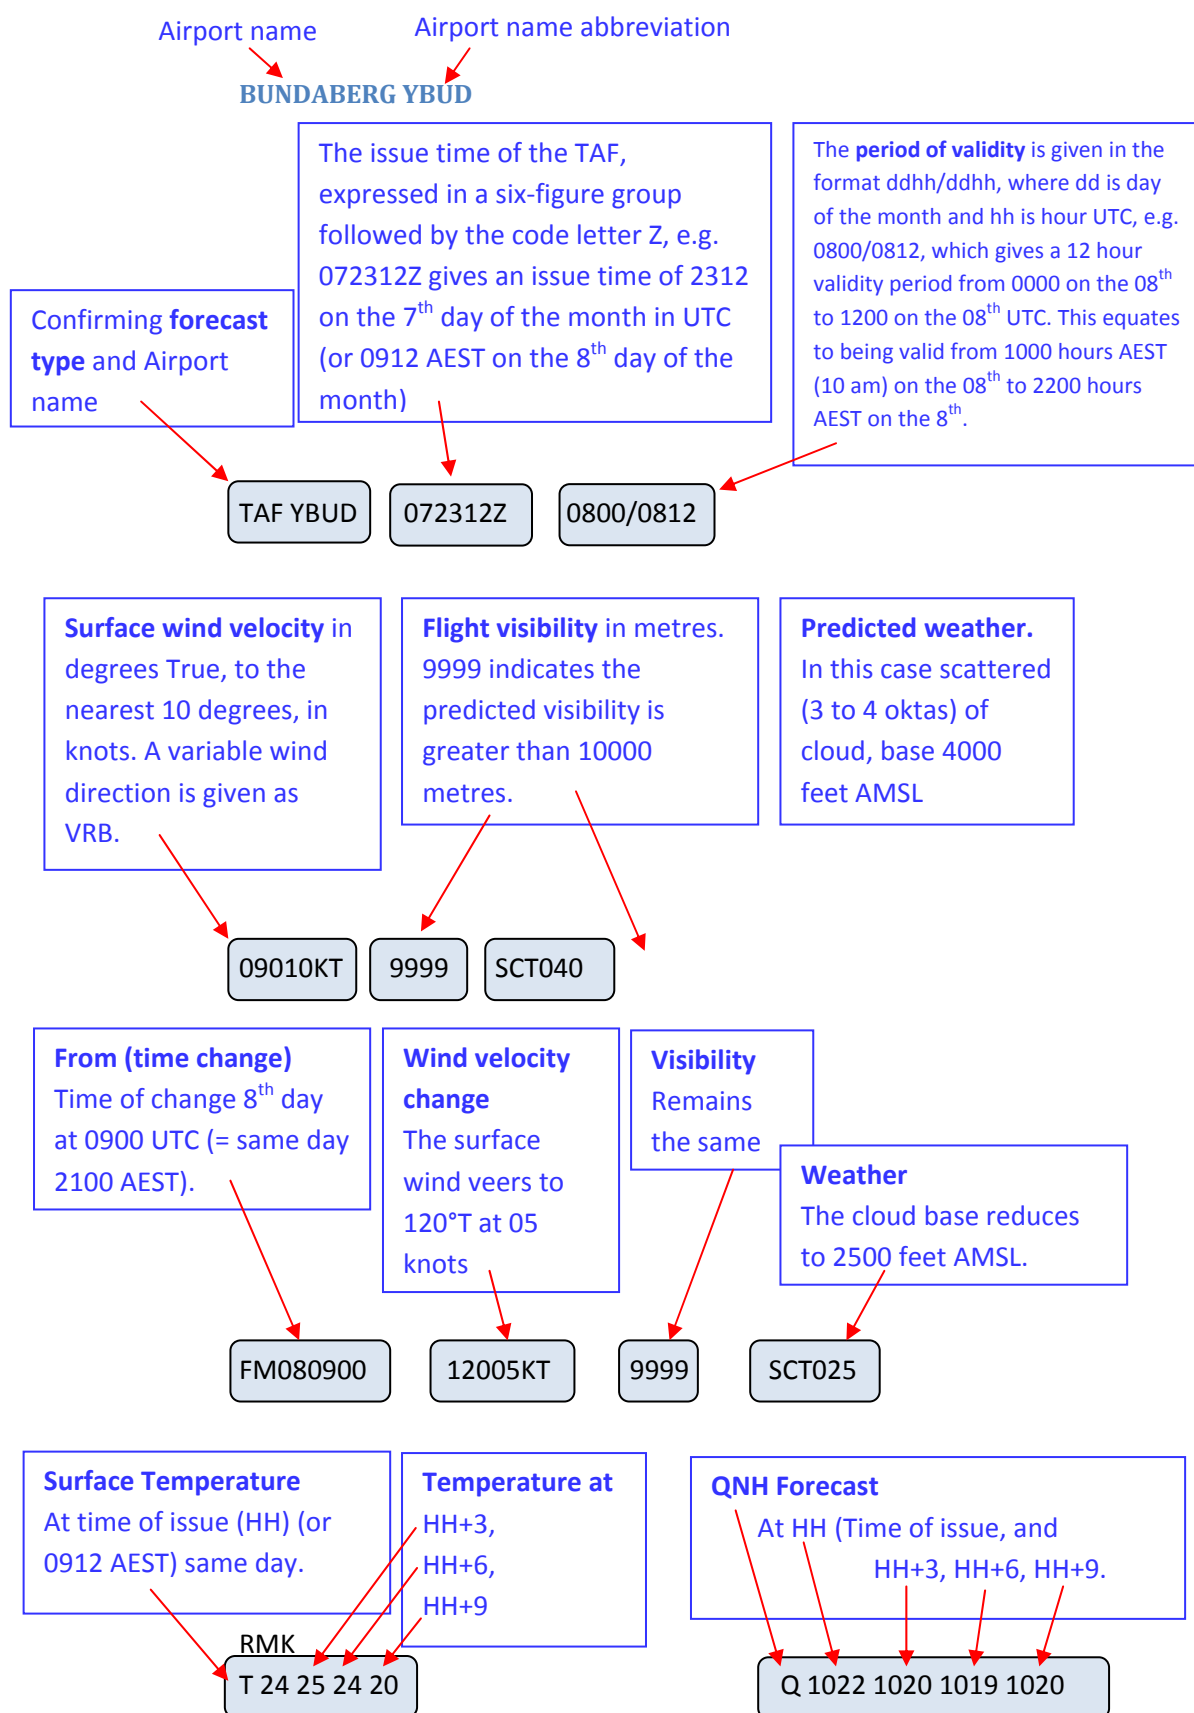 Airport name
Airport name abbreviation
BUNDABERG YBUD
The issue time of the TAF,
expressed in a six-figure group
followed by the code letter Z, e.g.
072312Z gives an issue time of 2312
on the 7th day of the month in UTC
(or 0912 AEST on the 8th day of the
month)
The period of validity is given in the
format ddhh/ddhh, where dd is day
of the month and hh is hour UTC, e.g.
0800/0812, which gives a 12 hour
validity period from 0000 on the 08th
to 1200 on the 08th UTC. This equates
to being valid from 1000 hours AEST
(10 am) on the 08th to 2200 hours
AEST on the 8th.
Confirming forecast
type and Airport
name
TAF YBUD
072312Z
0800/0812
Surface wind velocity in
degrees True, to the
nearest 10 degrees, in
knots. A variable wind
direction is given as
VRB.
Flight visibility in metres.
9999 indicates the
predicted visibility is
greater than 10000
metres.
Predicted weather.
In this case scattered
(3 to 4 oktas) of
cloud, base 4000
feet AMSL
09010KT
9999
SCT040
From (time change)
Time of change 8th day
at 0900 UTC (= same day
2100 AEST).
Wind velocity
change
The surface
wind veers to
120°T at 05
knots
Visibility
Remains
the same
Weather
The cloud base reduces
to 2500 feet AMSL.
FM080900
12005KT
9999
SCT025
Surface Temperature
At time of issue (HH) (or
0912 AEST) same day.
Temperature at
HH+3,
HH+6,
HH+9
QNH Forecast
At HH (Time of issue, and
HH+3, HH+6, HH+9.
RMK
T 24 25 24 20
Q 1022 1020 1019 1020